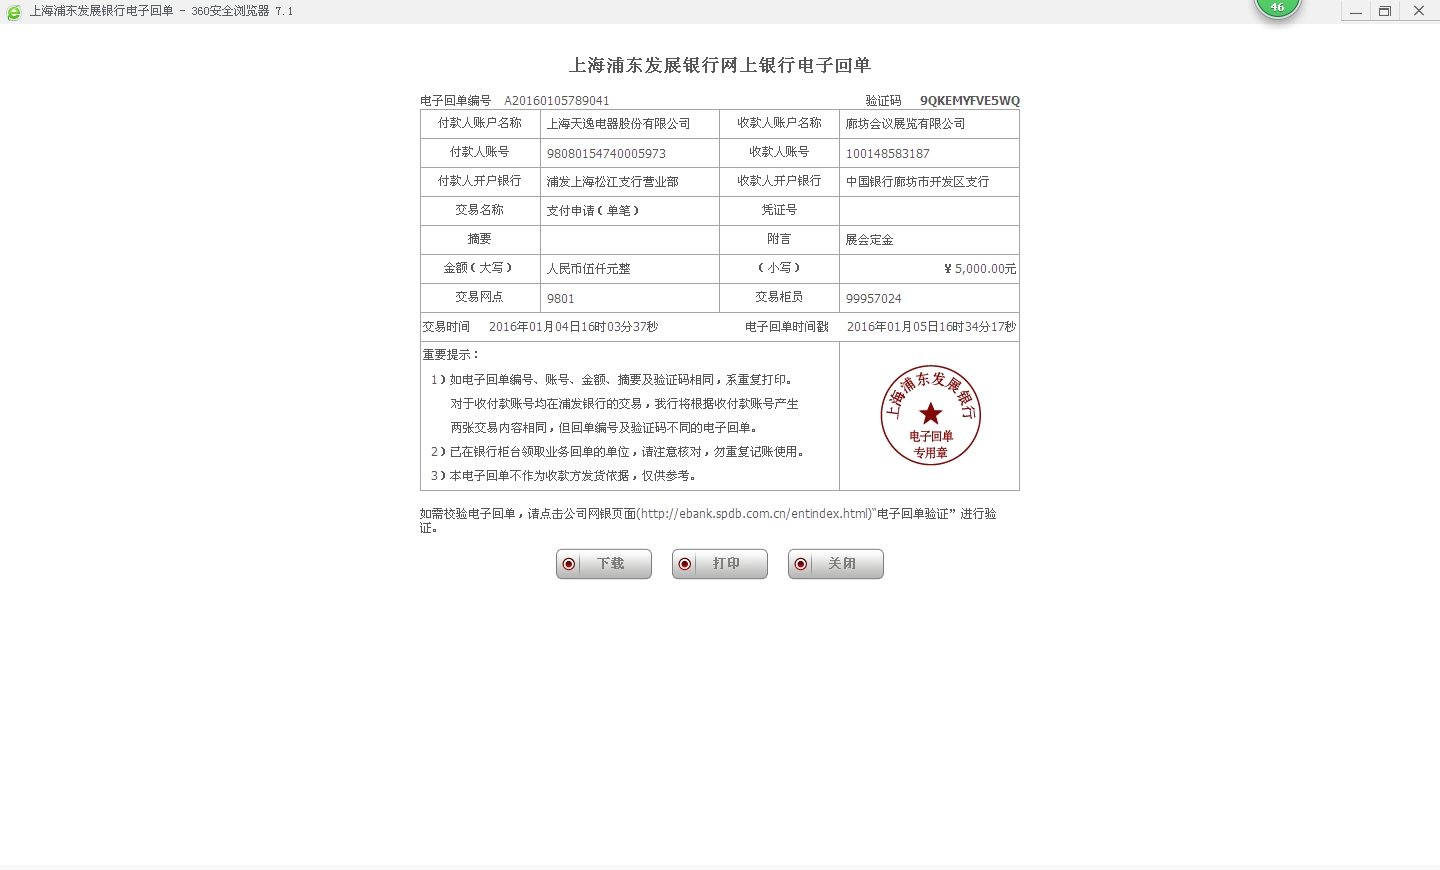 上海浦东发展银行电子回单 - 360安全浏览器 7.1
46
上海浦东发展银行网上银行电子回单
电子回单编号 A20160105789041 验证码 9QKEMYFVE5WQ
付款人账户名称 上海天逸电器股份有限公司 收款人账户名称 廊坊会议展览有限公司
付款人账号 98080154740005973 收款人账号 100148583187
付款人开户银行 浦发上海松江支行营业部 收款人开户银行 中国银行廊坊市开发区支行
交易名称 支付申请(单笔) 凭证号
摘要 附言 展会定金
金额(大写) 人民币伍仟元整 (小写) ¥5,000.00元
交易网点 9801 交易柜员 99957024
交易时间 2016年01月04日16时03分37秒 电子回单时间戳 2016年01月05日16时34分17秒
重要提示：
1)如电子回单编号、账号、金额、摘要及验证码相同，系重复打印。
对于收付款账号均在浦发银行的交易，我行将根据收付款账号产生
两张交易内容相同，但回单编号及验证码不同的电子回单。
2)已在银行柜台领取业务回单的单位，请注意核对，勿重复记账使用。
3)本电子回单不作为收款方发货依据，仅供参考。
上海浦东发展银行
电子回单
专用章
如需校验电子回单，请点击公司网银页面(http://ebank.spdb.com.cn/entindex.html)“电子回单验证”进行验
证。
下载 打印 关闭